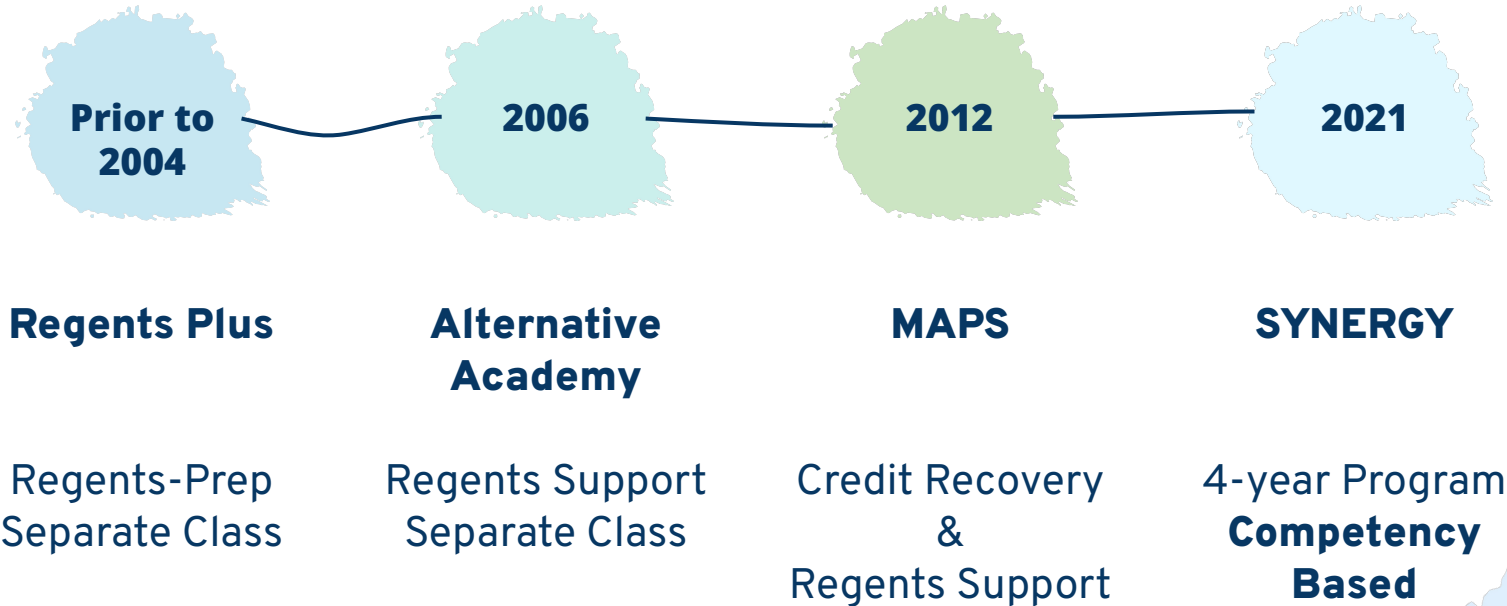 Prior to
2004
2006
2012
2021
Regents Plus
Alternative
Academy
MAPS
SYNERGY
Regents-Prep
Separate Class
Regents Support
Separate Class
Credit Recovery
&
Regents Support
4-year Program
Competency
Based